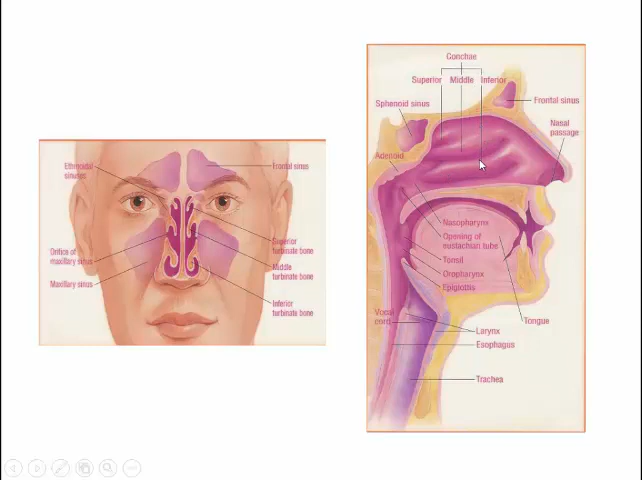 Ethmoidal
sinuses
Frontal sinus
Orifice of
maxillary sinus
Maxillary sinus
Superior
turbinate bone
Middle
turbinate bone
Inferior
turbinate bone
Conchae
Superior Middle Inferior
Sphenoid sinus
Frontal sinus
Nasal
passage
Adenoid
Nasopharynx
Opening of
eustachian tube
Tonsil
Oropharynx
Epiglottis
Vocal
cord
Tongue
Larynx
Esophagus
Trachea